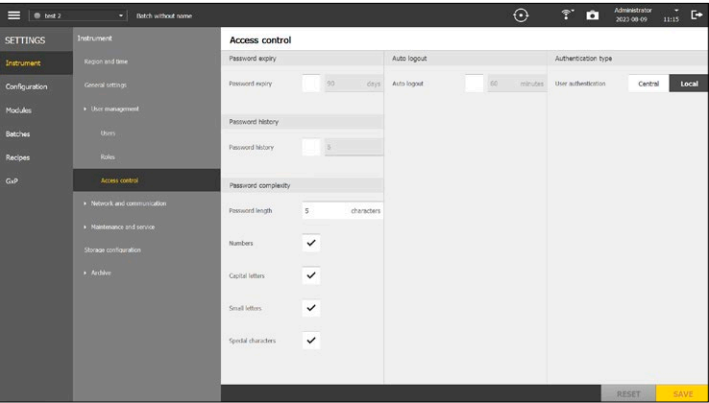 test 2
Batch without name
Administrator
2023-08-09
11:15
SETTINGS
Instrument
Access control
Instrument
Region and time
Configuration
General settings
Modules
User management
Batches
Users
Recipes
Roles
GxP
Access control
Network and communication
Maintenance and service
Storage configuration
Archive
Password expiry
Auto logout
Authentication type
Password expiry
90
days
Auto logout
60
minutes
User authentication
Central
Local
Password history
Password history
5
Password complexity
Password length
5
characters
Numbers
Capital letters
Small letters
Special characters
RESET
SAVE